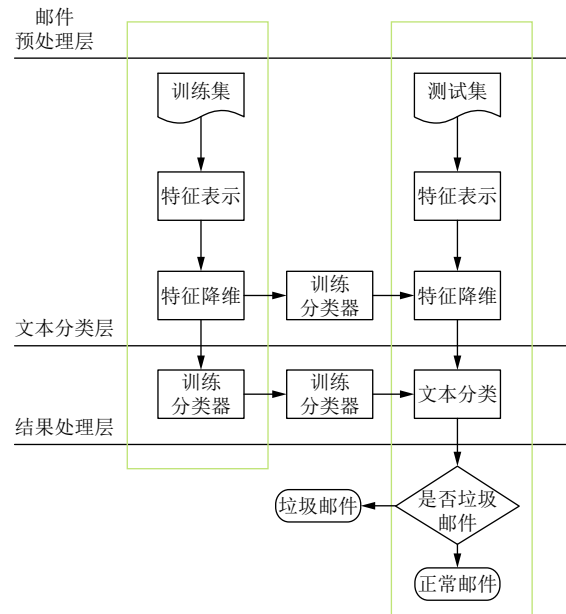 邮件
预处理层
训练集
测试集
特征表示
特征表示
特征降维
训练
分类器
特征降维
文本分类层
训练
分类器
训练
分类器
文本分类
结果处理层
垃圾邮件
是否垃圾
邮件
正常邮件